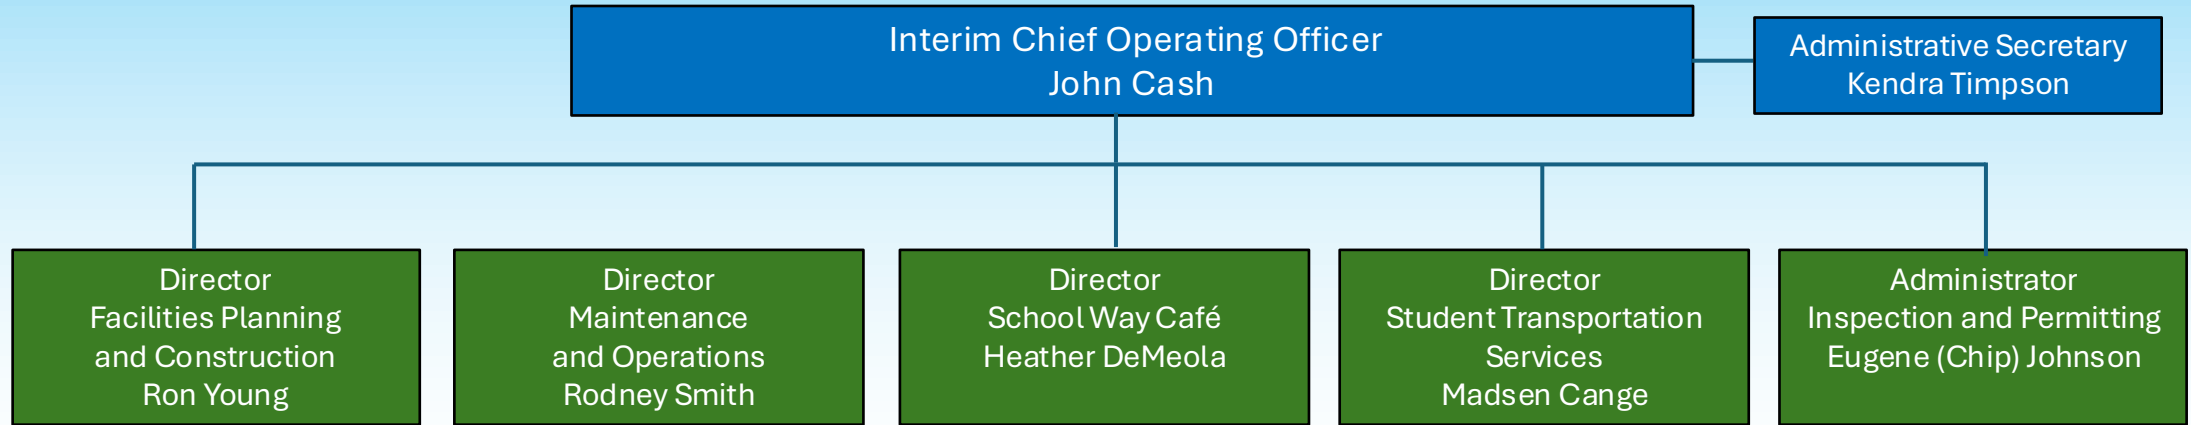 Interim Chief Operating Officer
John Cash
Administrative Secretary
Kendra Timpson
Director
Facilities Planning
and Construction
Ron Young
Director
Maintenance
and Operations
Rodney Smith
Director
School Way Café
Heather DeMeola
Director
Student Transportation
Services
Madsen Cange
Administrator
Inspection and Permitting
Eugene (Chip) Johnson